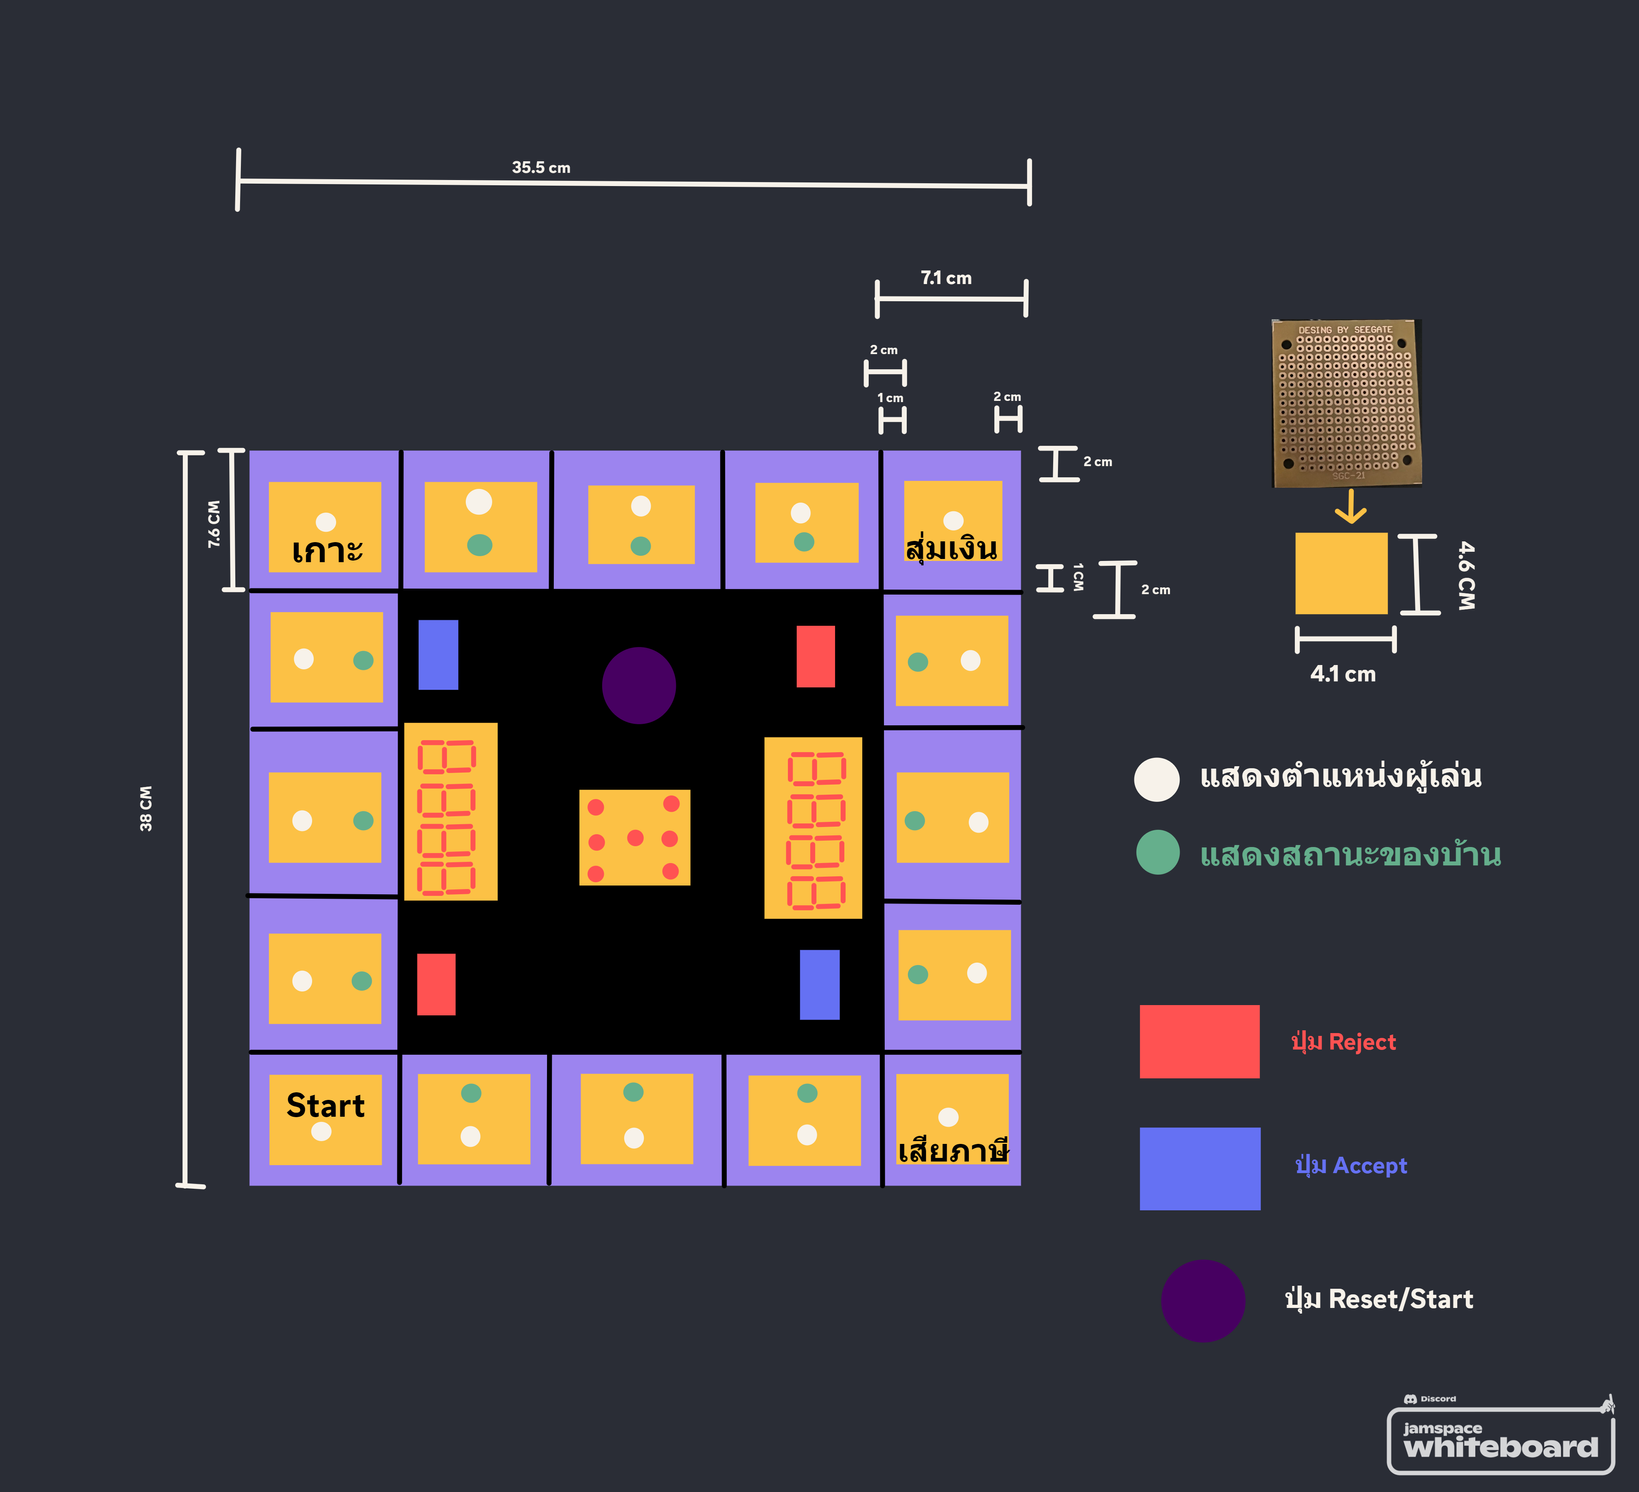 35.5 cm
7.1 cm
2 cm
1 cm
2 cm
2 cm
7.6 CM
1 CM
2 cm
38 CM
เกาะ
สุ่มเงิน
Start
เสียภาษี
DESING BY SEEGATE
SGC-21
4.6 CM
4.1 cm
แสดงตำแหน่งผู้เล่น
แสดงสถานะของบ้าน
ปุ่ม Reject
ปุ่ม Accept
ปุ่ม Reset/Start
Discord
jamspace
whiteboard